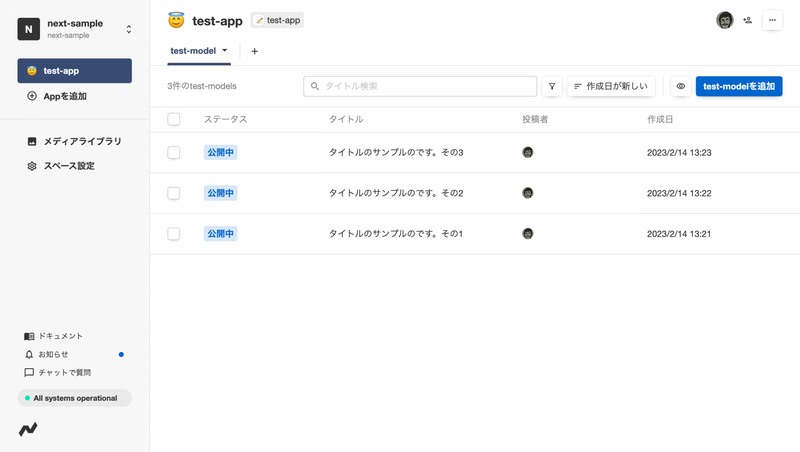 N
next-sample
next-sample
test-app
Appを追加
メディアライブラリ
スペース設定
ドキュメント
お知らせ
チャットで質問
All systems operational
test-app
test-app
test-model
3件のtest-models
タイトル検索
作成日が新しい
test-modelを追加
ステータス タイトル 投稿者 作成日
公開中 タイトルのサンプルのです。その3 2023/2/14 13:23
公開中 タイトルのサンプルのです。その2 2023/2/14 13:22
公開中 タイトルのサンプルのです。その1 2023/2/14 13:21